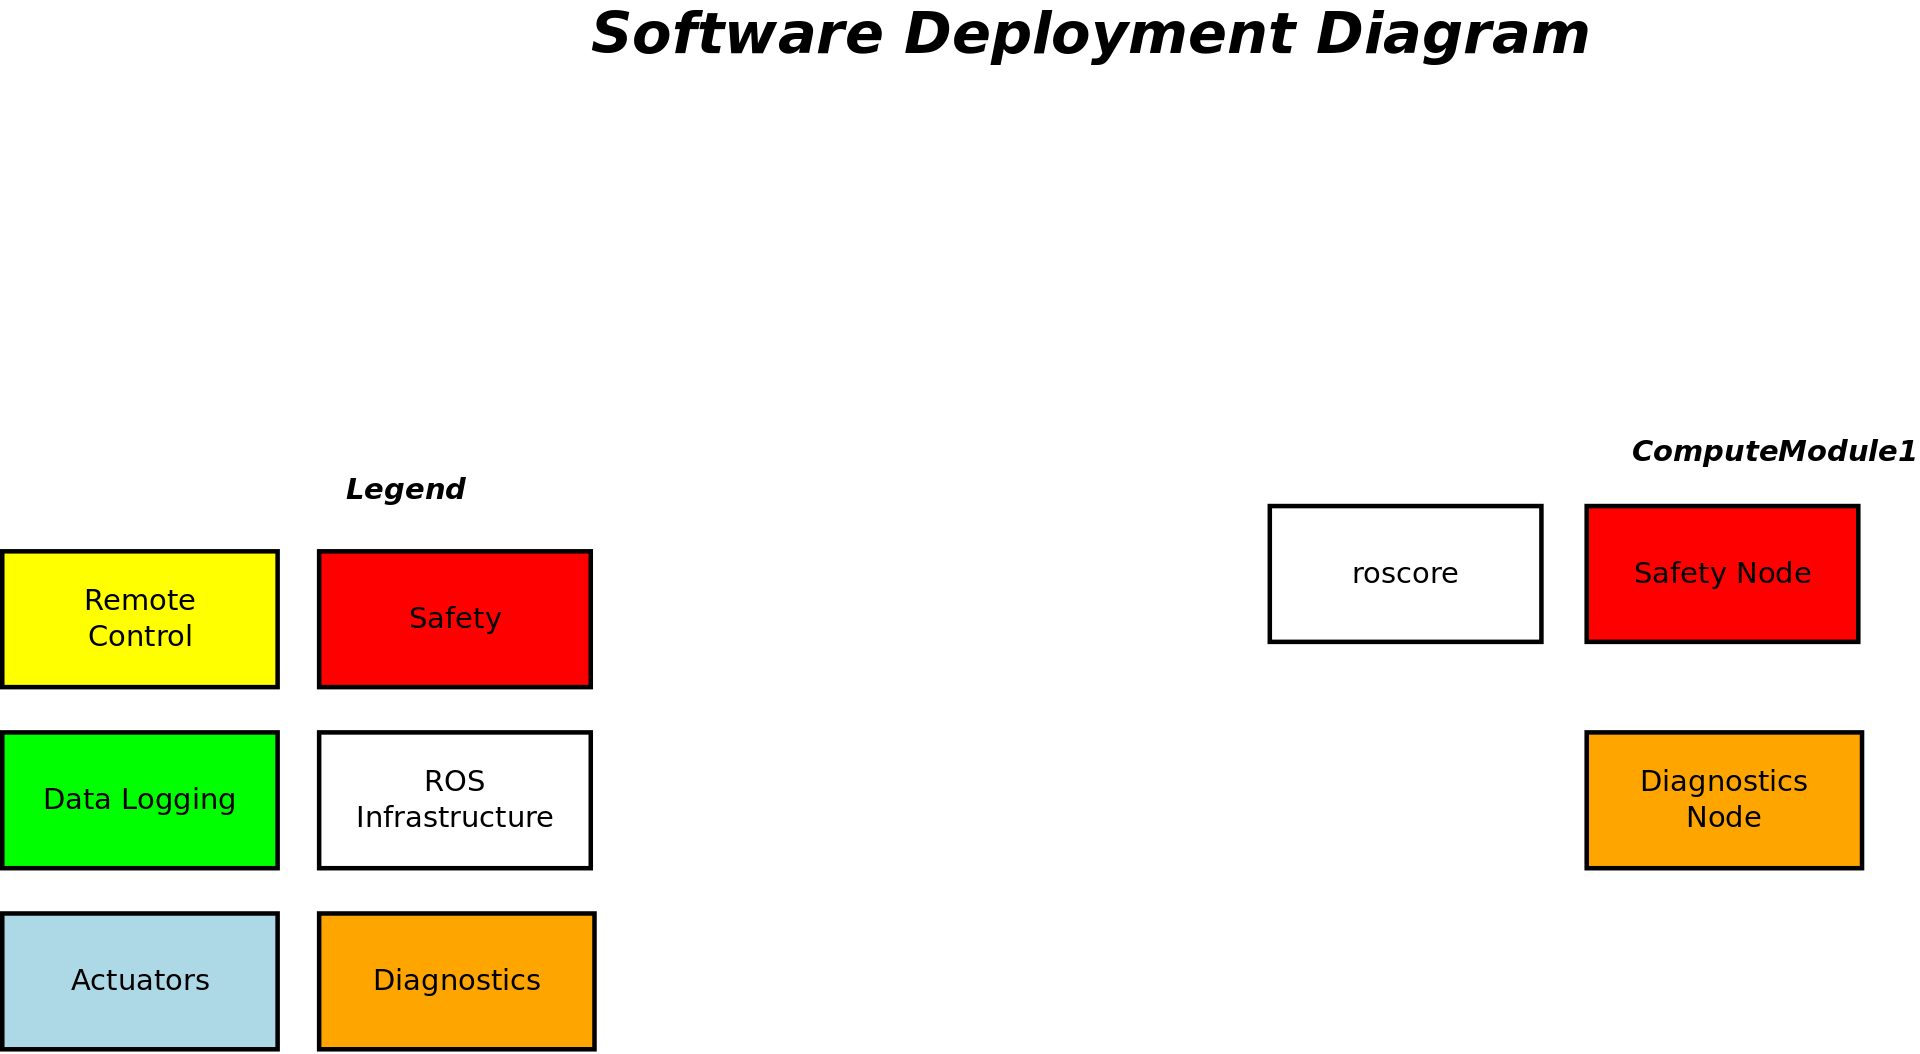 Software Deployment Diagram
Legend
Remote
Control
Safety
Data Logging
ROS
Infrastructure
Actuators
Diagnostics
ComputeModule1
roscore
Safety Node
Diagnostics
Node